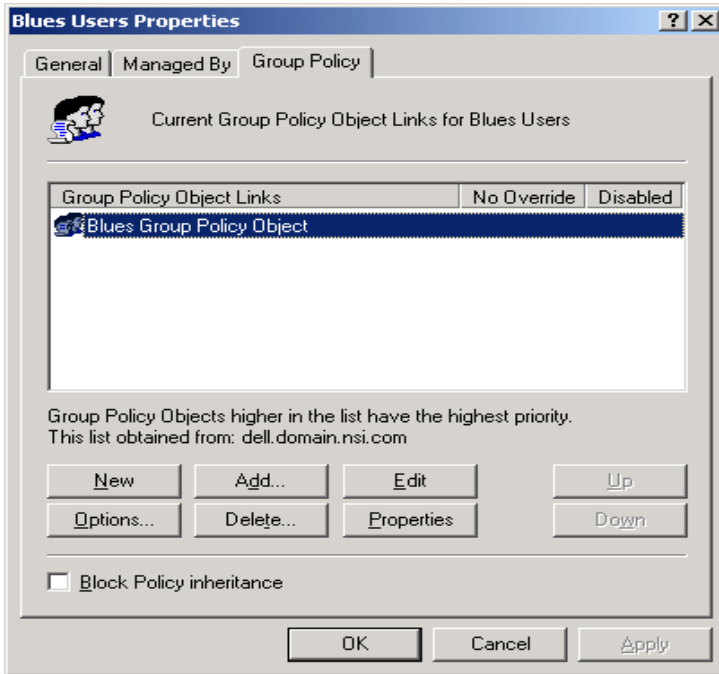 Blues Users Properties
General Managed By Group Policy
Current Group Policy Object Links for Blues Users
Group Policy Object Links No Override Disabled
Blues Group Policy Object
Group Policy Objects higher in the list have the highest priority.
This list obtained from: dell.domain.nsi.com
New Add... Edit Up
Options... Delete... Properties Down
Block Policy inheritance
OK Cancel Apply